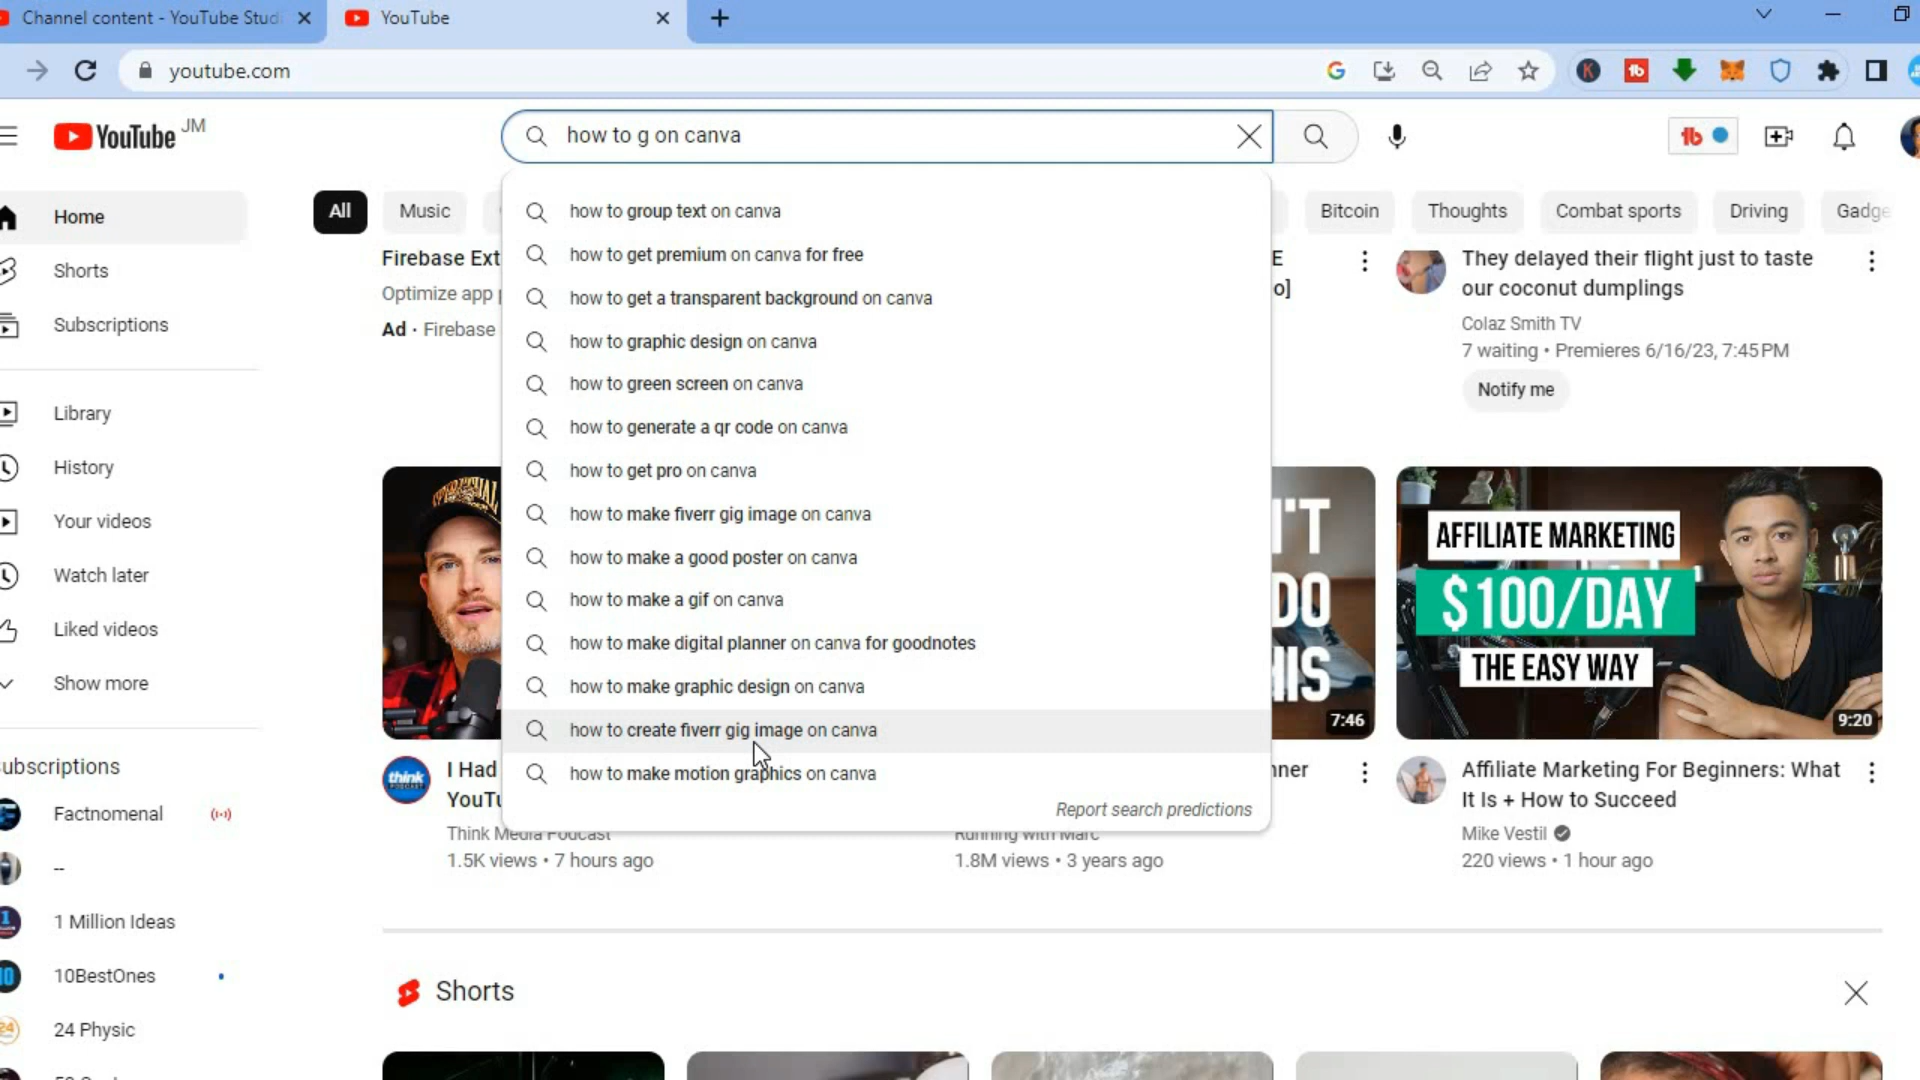 Channel content - YouTube Stud
YouTube
youtube.com
YouTube JM
how to g on canva
Home
Shorts
Subscriptions
Library
History
Your videos
Watch later
Liked videos
Show more
ubscriptions
Factnomenal
--
1 Million Ideas
10BestOnes
24 Physic
All
Music
Bitcoin
Thoughts
Combat sports
Driving
Gadge
how to group text on canva
how to get premium on canva for free
how to get a transparent background on canva
how to graphic design on canva
how to green screen on canva
how to generate a qr code on canva
how to get pro on canva
how to make fiverr gig image on canva
how to make a good poster on canva
how to make a gif on canva
how to make digital planner on canva for goodnotes
how to make graphic design on canva
how to create fiverr gig image on canva
how to make motion graphics on canva
Report search predictions
Firebase Ext
Optimize app
Ad · Firebase
E
o]
They delayed their flight just to taste
our coconut dumplings
Colaz Smith TV
7 waiting • Premieres 6/16/23, 7:45PM
Notify me
'T
DO
HIS
7:46
AFFILIATE MARKETING
$100/DAY
THE EASY WAY
9:20
think
I Had
YouTu
Think Media Podcast
1.5K views • 7 hours ago
nner
Running with Marc
1.8M views • 3 years ago
Affiliate Marketing For Beginners: What
It Is + How to Succeed
Mike Vestil
220 views • 1 hour ago
Shorts